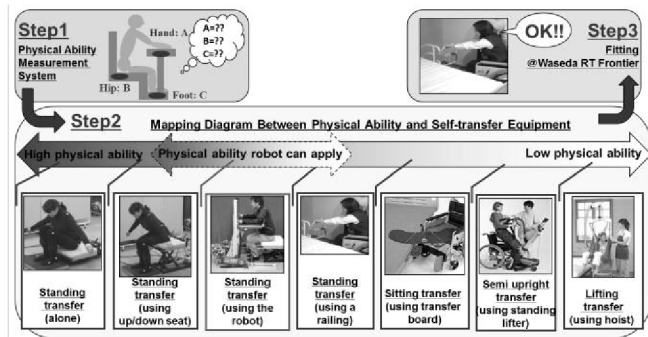 Step1
Physical Ability
Measurement
System
Hand: A
Hip: B
Foot: C
A=??
B=??
C=??
OK!!
Step3
Fitting
@Waseda RT Frontier
Step2
Mapping Diagram Between Physical Ability and Self-transfer Equipment
High physical ability
Physical ability robot can apply
Low physical ability
Standing
transfer
(alone)
Standing
transfer
(using
up/down seat)
Standing
transfer
(using the
robot)
Standing
transfer
(using a
railing)
Sitting transfer
(using transfer
board)
Semi upright
transfer
(using standing
lifter)
Lifting
transfer
(using hoist)